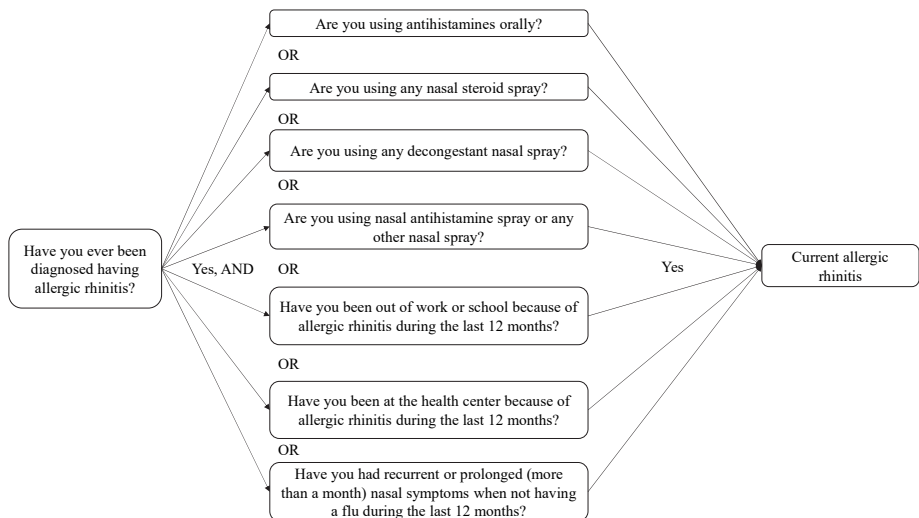 Are you using antihistamines orally?
OR
Are you using any nasal steroid spray?
OR
Are you using any decongestant nasal spray?
OR
Are you using nasal antihistamine spray or any
other nasal spray?
Have you ever been
diagnosed having
allergic rhinitis?
Yes, AND
OR
Yes
Current allergic
rhinitis
Have you been out of work or school because of
allergic rhinitis during the last 12 months?
OR
Have you been at the health center because of
allergic rhinitis during the last 12 months?
OR
Have you had recurrent or prolonged (more
than a month) nasal symptoms when not having
a flu during the last 12 months?